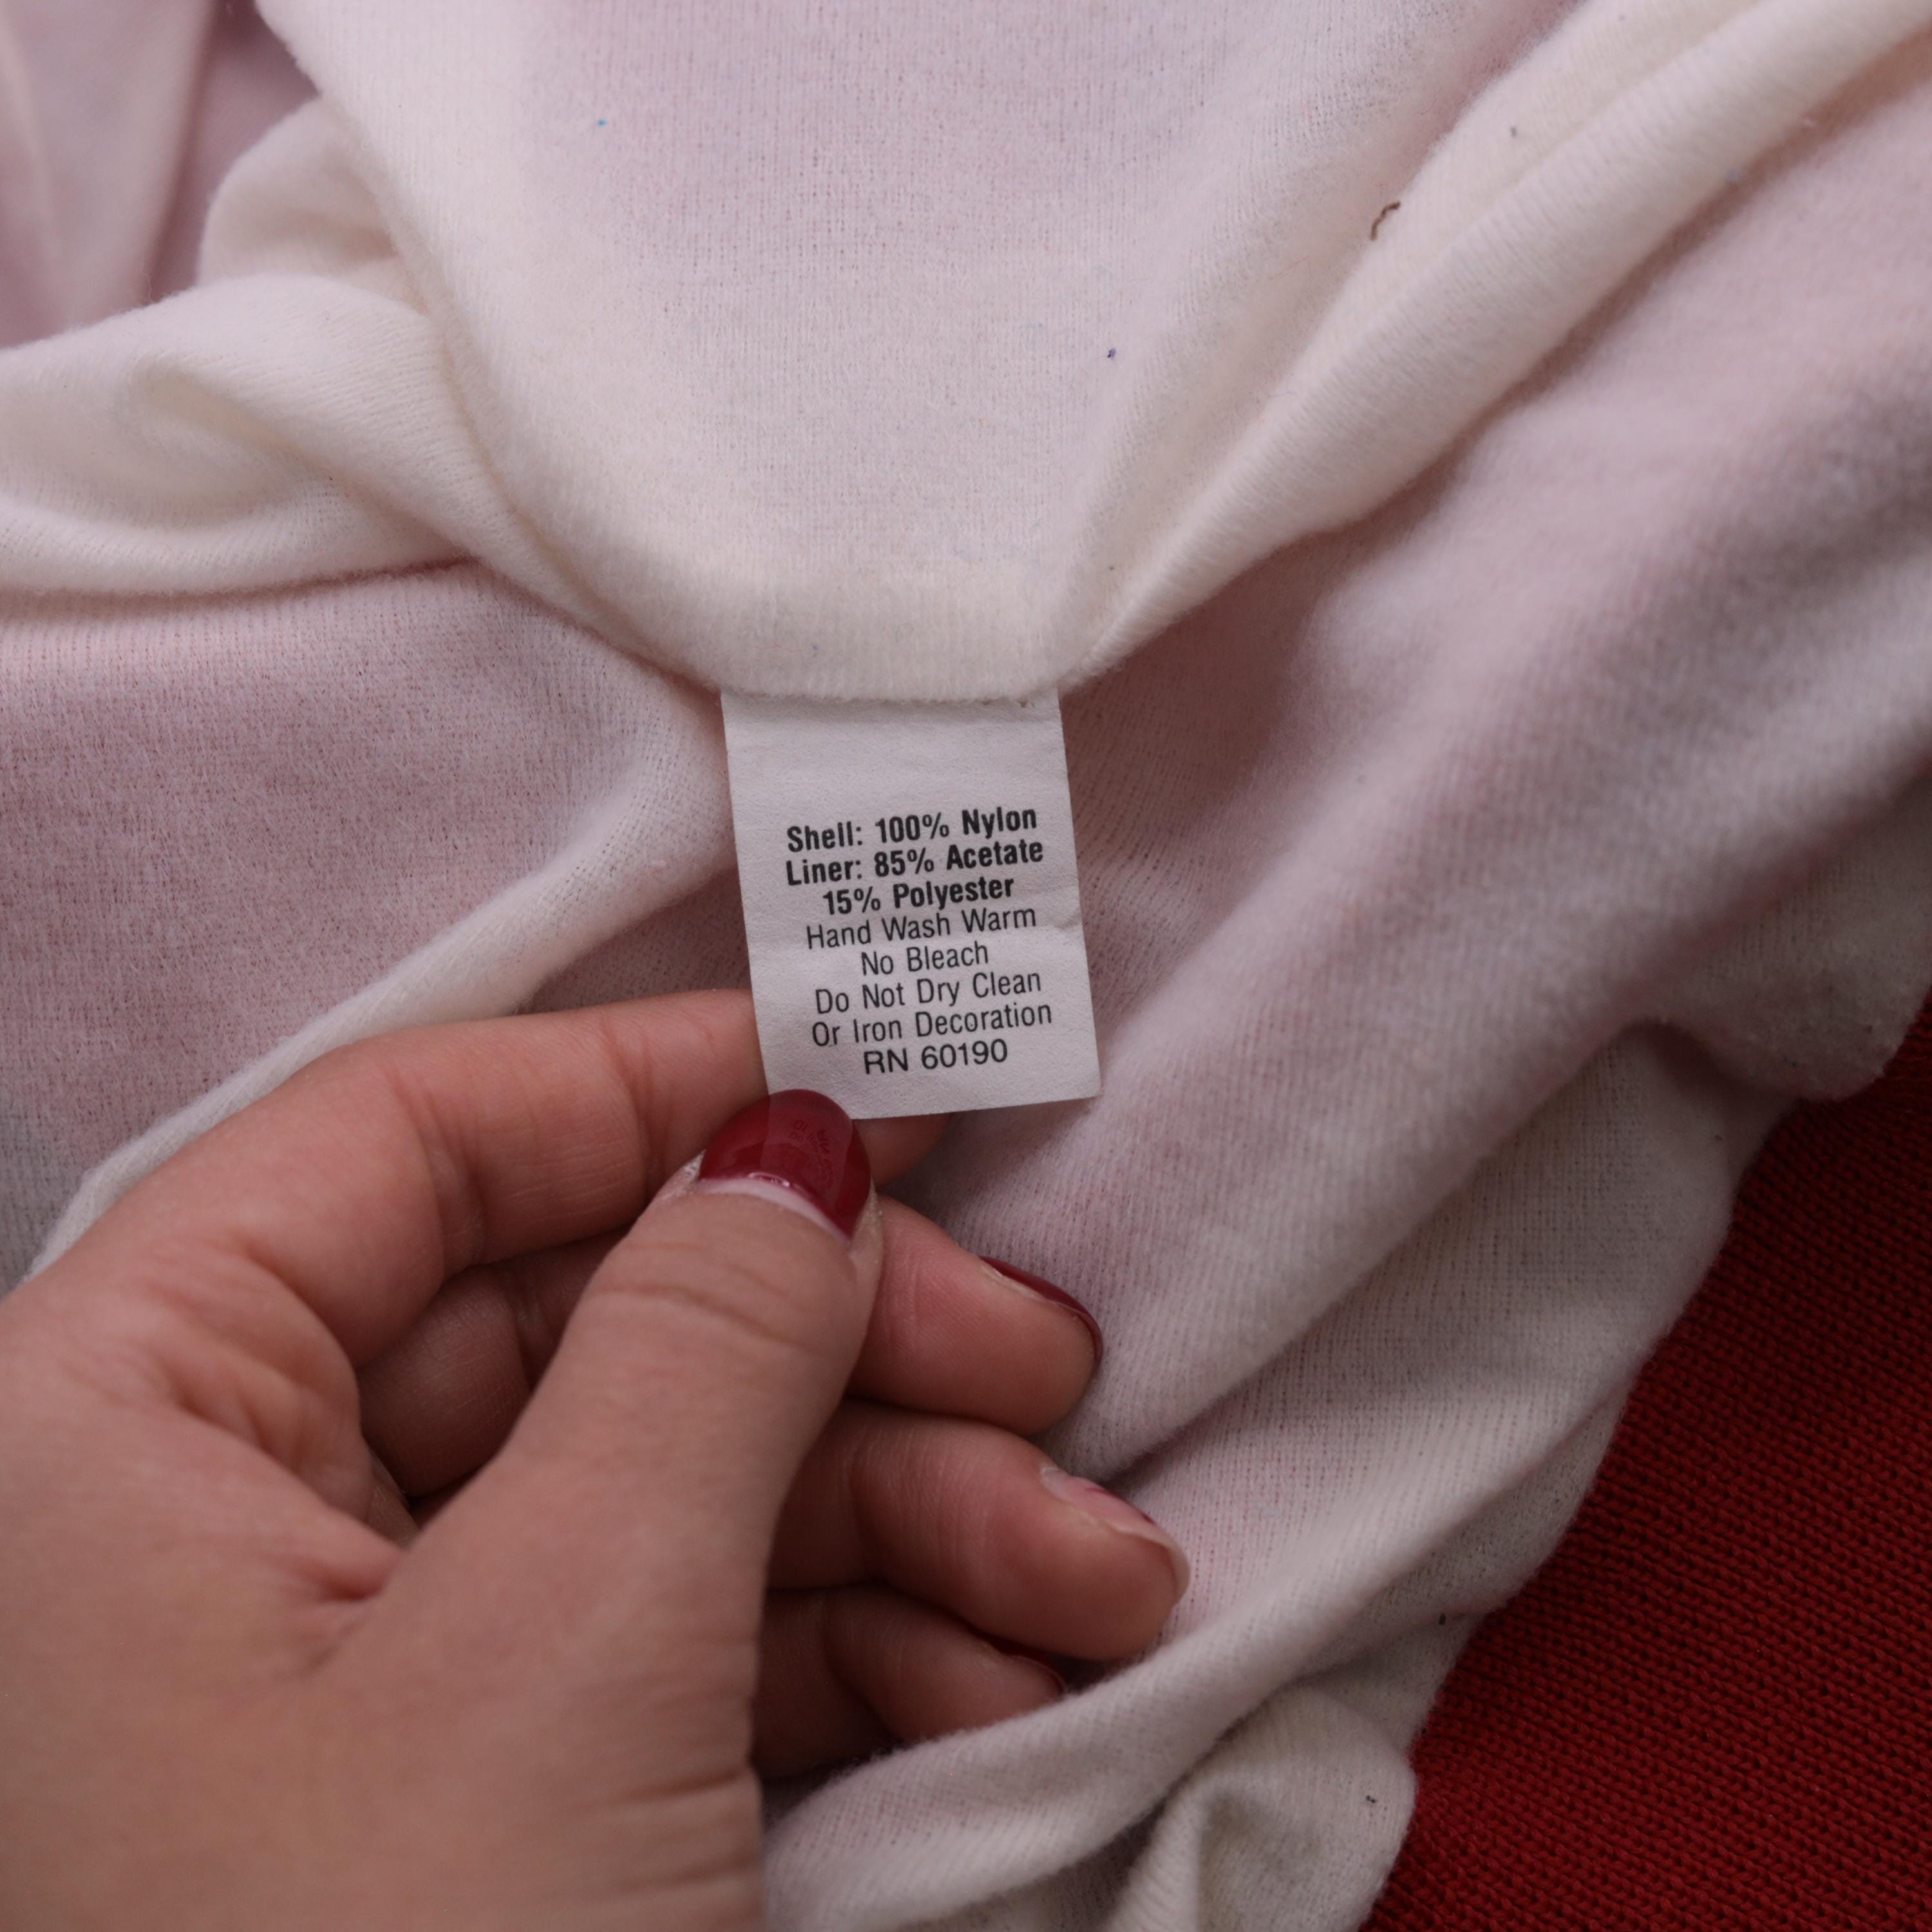 Shell: 100% Nylon
Liner: 85% Acetate
15% Polyester
Hand Wash Warm
No Bleach
Do Not Dry Clean
Or Iron Decoration
RN 60190